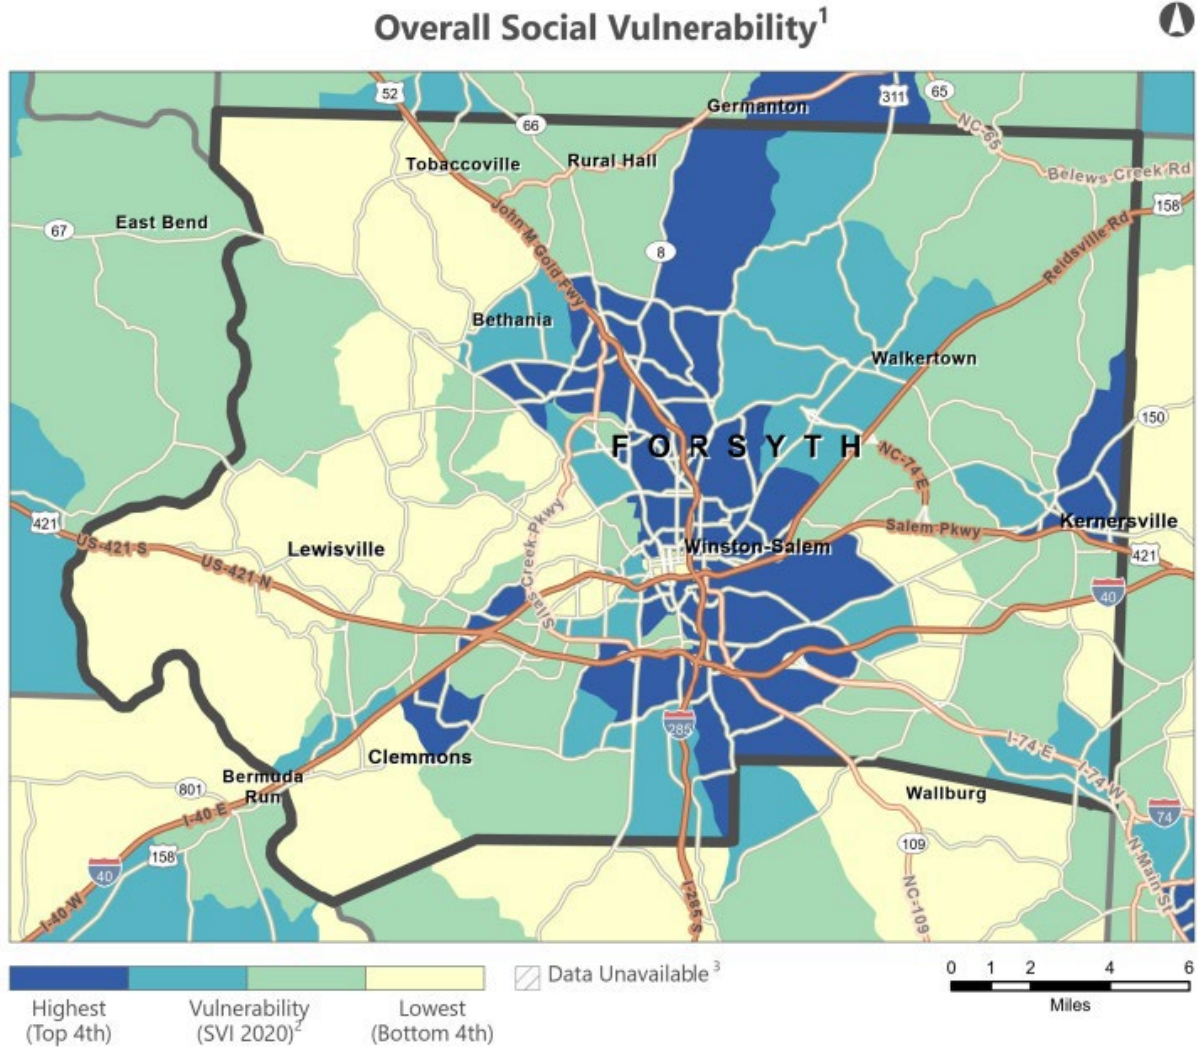 Overall Social Vulnerability1
52
66
Germanton
311
65
NC-65
Tobaccoville
Rural Hall
Belews Creek Rd
158
67
East Bend
John M Gold Fwy
8
Reidsville Rd
Bethania
Walkertown
150
FORSYTH
NC-74 E
421
US-421 S
Lewisville
US-421 N
Silas Creek Pkwy
Salem Pkwy
Winston-Salem
Kernersville
421
40
285
I-74 E
I-74 W
Clemmons
Bermuda
Run
801
I-40 E
Wallburg
74
158
109
40
I-40 W
I-285 S
NC-109
N Main St
Highest
(Top 4th)
Vulnerability
(SVI 2020)2
Lowest
(Bottom 4th)
Data Unavailable3
0 1 2 4 6
Miles